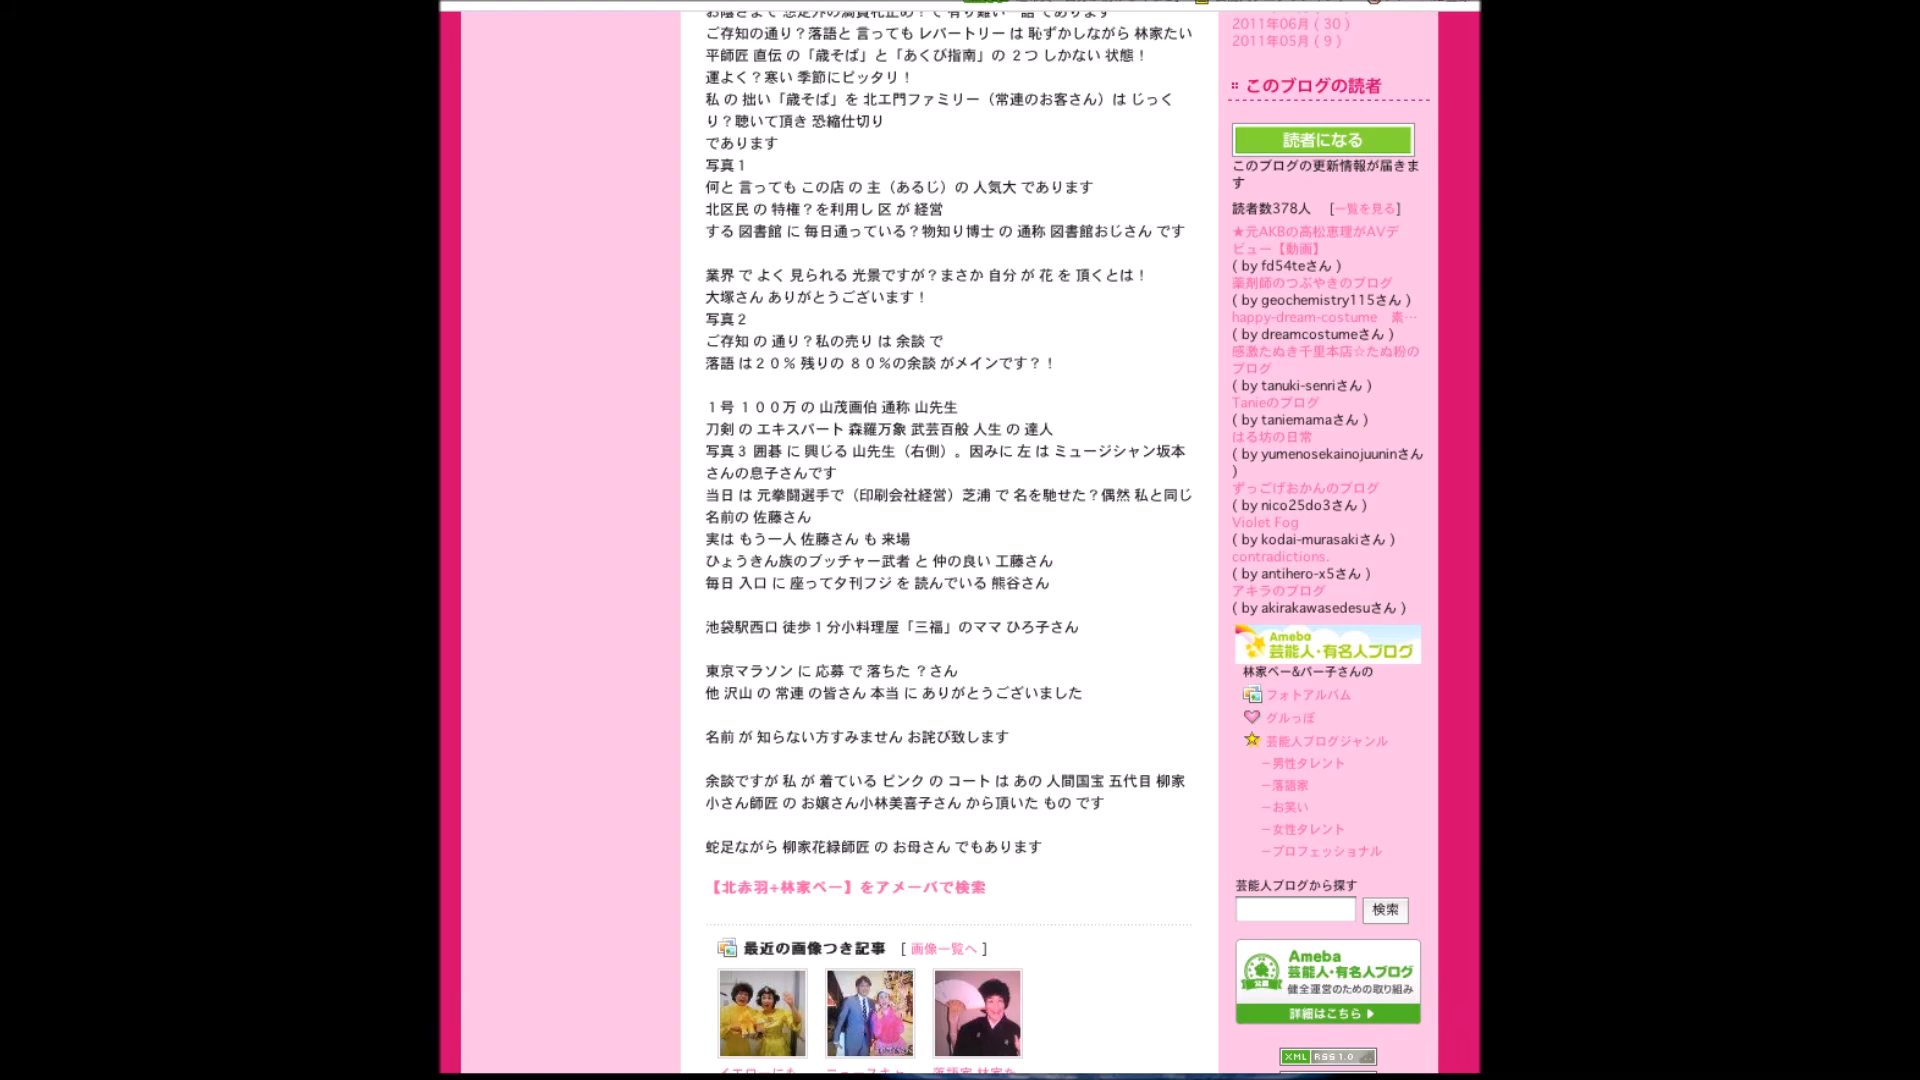 ご存知の通り？落語と 言っても レパートリー は 恥ずかしながら 林家たい
平師匠 直伝 の「歳そば」と「あくび指南」の ２つ しかない 状態！
運よく？寒い 季節にピッタリ！
私 の 拙い「歳そば」を 北エ門ファミリー（常連のお客さん）は じっく
り？聴いて頂き 恐縮仕切り
であります
写真１
何と 言っても この店 の 主（あるじ）の 人気大 であります
北区民 の 特権？を利用し 区 が 経営
する 図書館 に 毎日通っている？物知り博士 の 通称 図書館おじさん です
業界 で よく 見られる 光景ですが？まさか 自分 が 花 を 頂くとは！
大塚さん ありがとうございます！
写真２
ご存知 の 通り？私の売り は 余談 で
落語 は２０％ 残りの ８０％の余談 がメインです？！
１号 １００万 の 山茂画伯 通称 山先生
刀剣 の エキスパート 森羅万象 武芸百般 人生 の 達人
写真３ 囲碁 に 興じる 山先生（右側）。因みに 左 は ミュージシャン坂本
さんの息子さんです
当日 は 元拳闘選手で（印刷会社経営）芝浦 で 名を馳せた？偶然 私と同じ
名前の 佐藤さん
実は もう一人 佐藤さん も 来場
ひょうきん族のブッチャー武者 と 仲の良い 工藤さん
毎日 入口 に 座って夕刊フジ を 読んでいる 熊谷さん
池袋駅西口 徒歩１分小料理屋「三福」のママ ひろ子さん
東京マラソン に 応募 で 落ちた ？さん
他 沢山 の 常連 の皆さん 本当 に ありがとうございました
名前 が 知らない方すみません お詫び致します
余談ですが 私 が 着ている ピンク の コート は あの 人間国宝 五代目 柳家
小さん師匠 の お嬢さん小林美喜子さん から頂いた もの です
蛇足ながら 柳家花緑師匠 の お母さん でもあります
【北赤羽+林家ペー】をアメーバで検索
最近の画像つき記事 [ 画像一覧へ ]
2011年06月 ( 30 )
2011年05月 ( 9 )
このブログの読者
読者になる
このブログの更新情報が届きま
す
読者数378人 [一覧を見る]
★元AKBの高松恵理がAVデ
ビュー【動画】
( by fd54teさん )
薬剤師のつぶやきのブログ
( by geochemistry115さん )
happy-dream-costume 素…
( by dreamcostumeさん )
感激たぬき千里本店☆たぬ粉の
ブログ
( by tanuki-senriさん )
Tanieのブログ
( by taniemamaさん )
はる坊の日常
( by yumenosekainojuuninさん
)
ずっこけおかんのブログ
( by nico25do3さん )
Violet Fog
( by kodai-murasakiさん )
contradictions.
( by antihero-x5さん )
アキラのブログ
( by akirakawasedesuさん )
Ameba
芸能人・有名人ブログ
林家ペー&パー子さんの
フォトアルバム
グルっぽ
芸能人ブログジャンル
－男性タレント
－落語家
－お笑い
－女性タレント
－プロフェッショナル
芸能人ブログから探す
検索
Ameba
芸能人・有名人ブログ
公認
健全運営のための取り組み
詳細はこちら
XML RSS 1.0